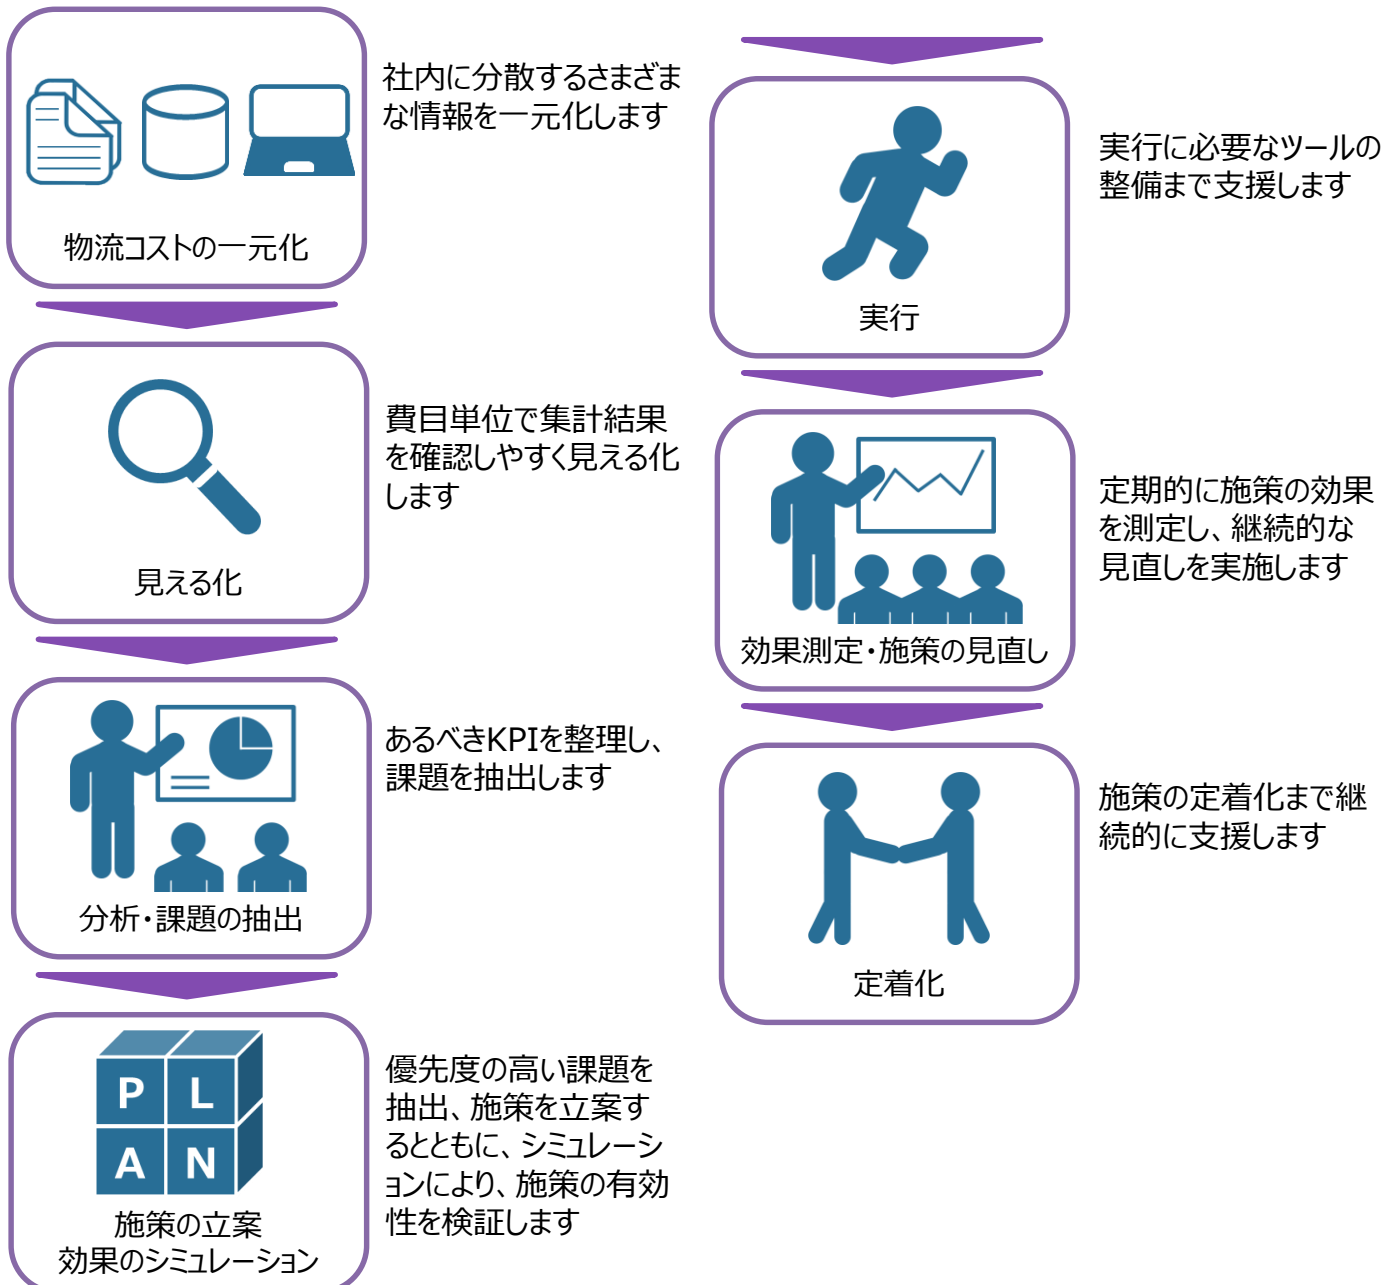 物流コストの一元化
社内に分散するさまざま
な情報を一元化します
見える化
費目単位で集計結果
を確認しやすく見える化
します
分析・課題の抽出
あるべきKPIを整理し、
課題を抽出します
P L
A N
施策の立案
効果のシミュレーション
優先度の高い課題を
抽出、施策を立案す
るとともに、シミュレーシ
ョンにより、施策の有効
性を検証します
実行
実行に必要なツールの
整備まで支援します
効果測定・施策の見直し
定期的に施策の効果
を測定し、継続的な
見直しを実施します
定着化
施策の定着化まで継
続的に支援します